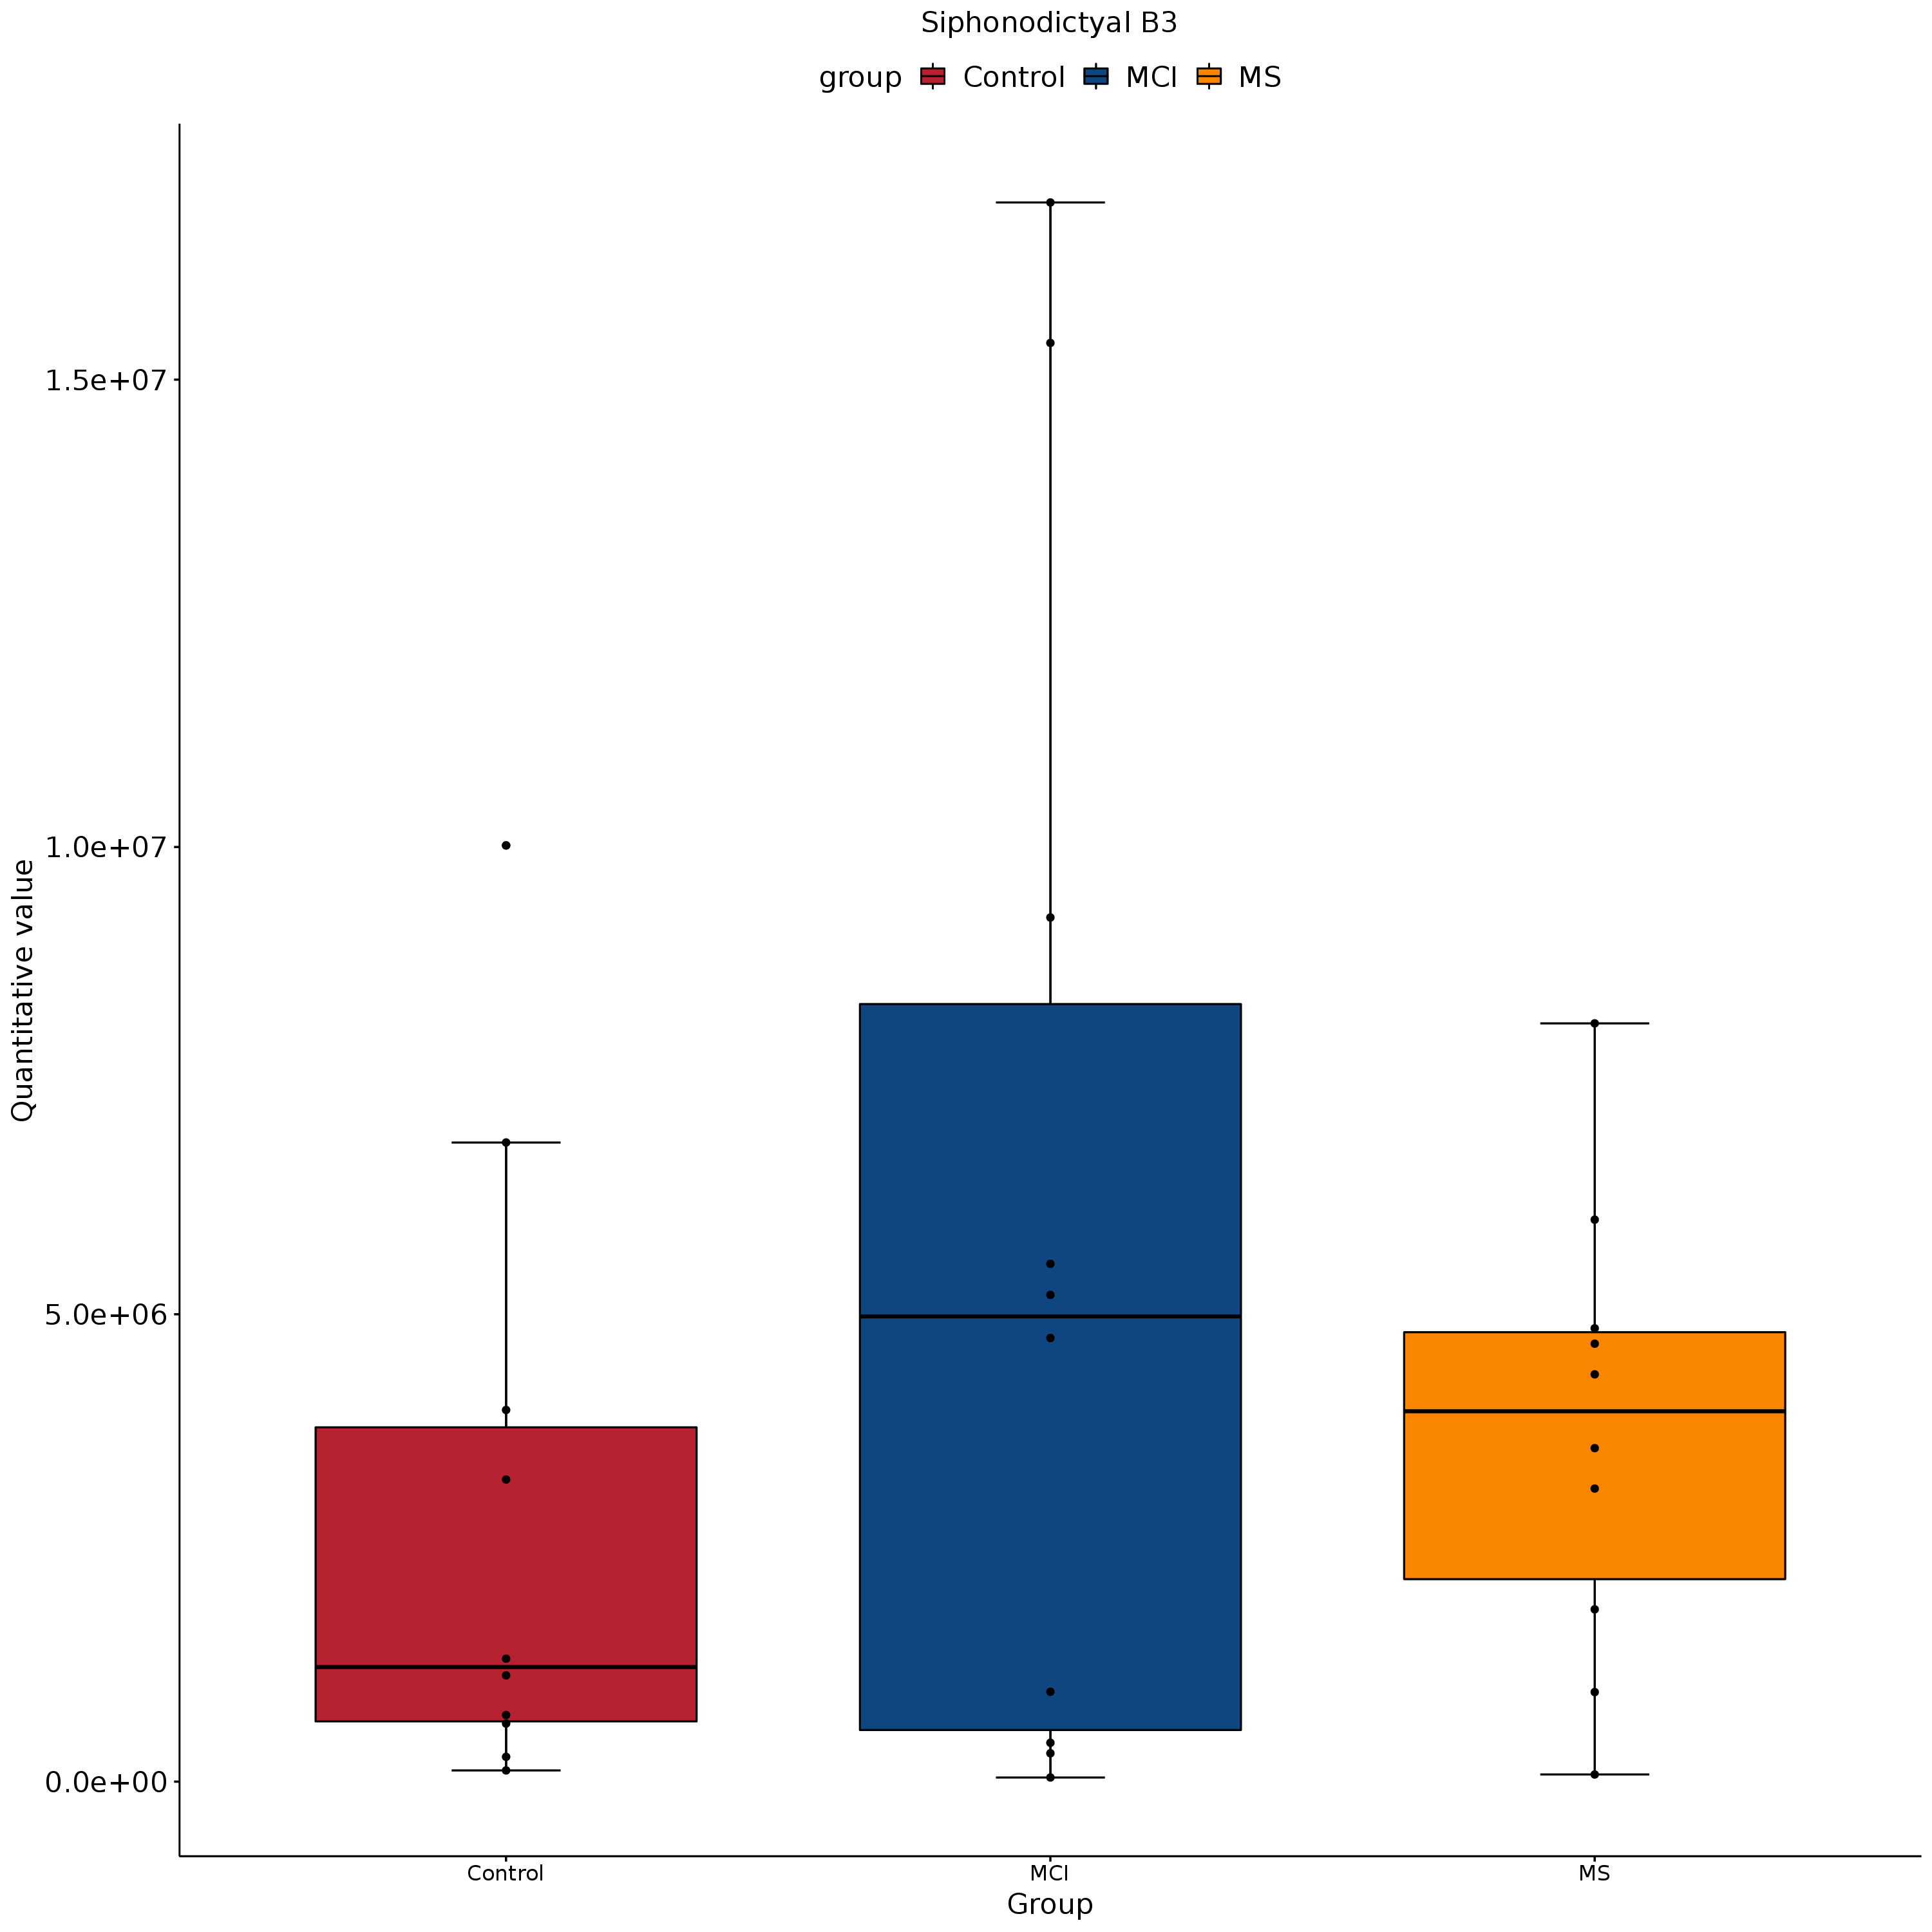 Siphonodictyal B3
group Control MCI MS
Quantitative value
1.5e+07
1.0e+07
5.0e+06
0.0e+00
Control MCI MS
Group